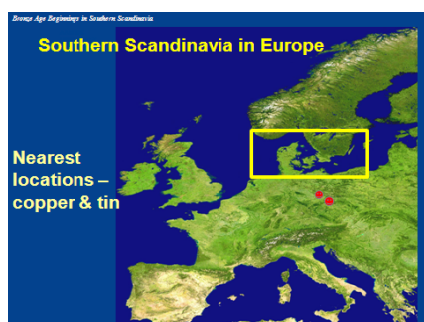 Bronze Age Beginnings in Southern Scandinavia
Southern Scandinavia in Europe
Nearest
locations –
copper & tin